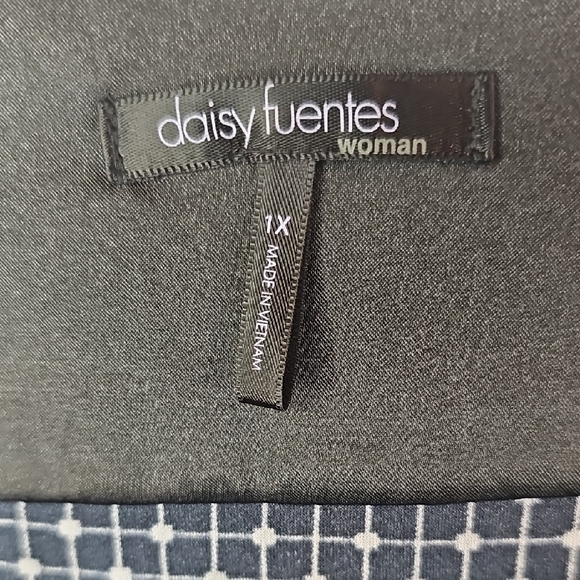 daisy fuentes
woman
1X
MADE IN VIETNAM